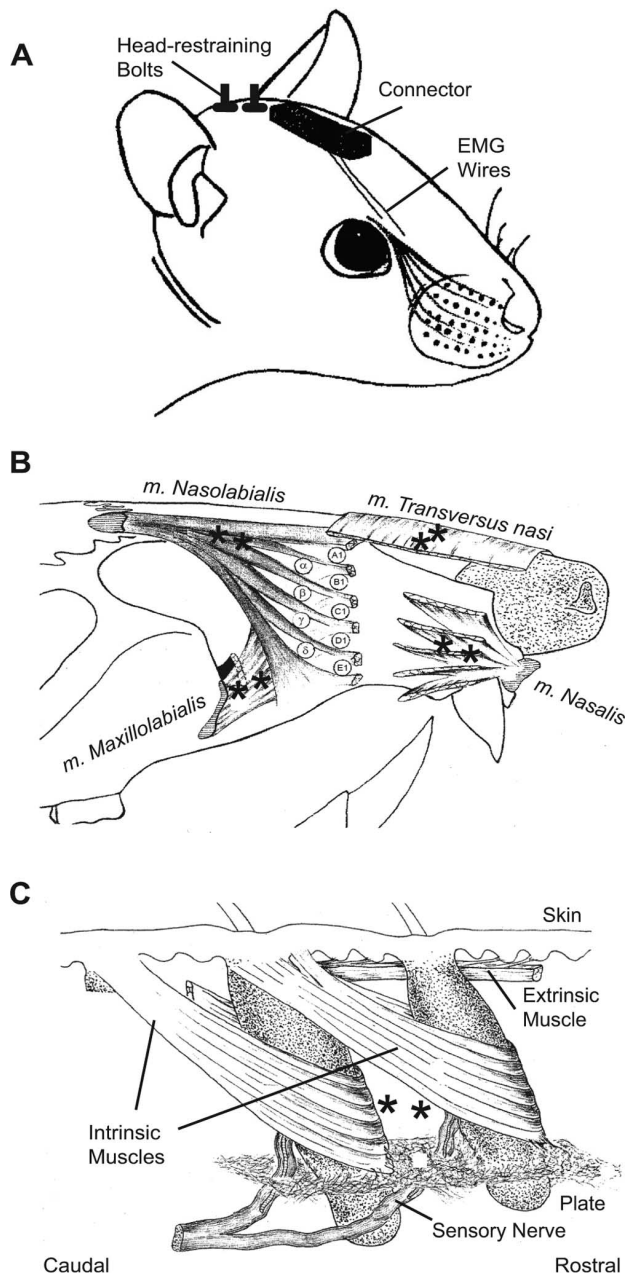 A
Head-restraining
Bolts
Connector
EMG
Wires
B
m. Nasolabialis
m. Transversus nasi
A1
α
B1
β
C1
γ
D1
δ
E1
m. Maxillolabialis
m. Nasalis
C
Skin
Extrinsic
Muscle
Intrinsic
Muscles
Plate
Sensory Nerve
Caudal
Rostral